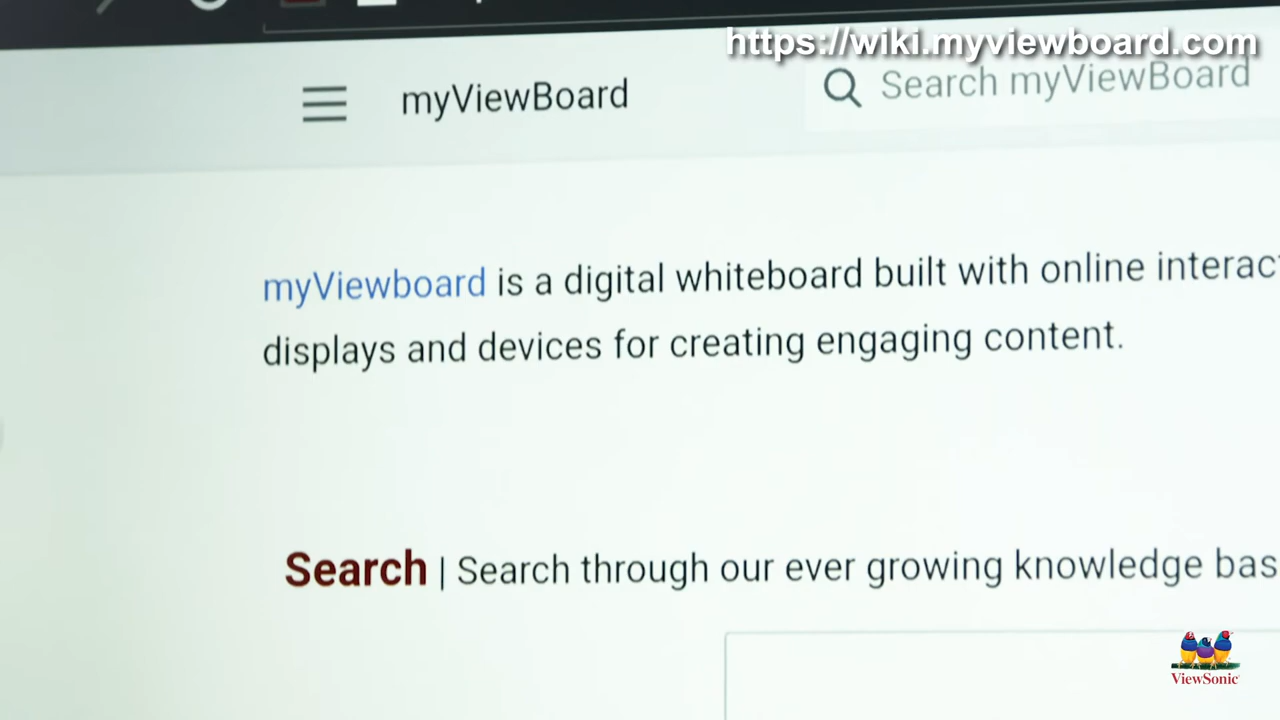 https://wiki.myviewboard.com
myViewBoard
Search myViewBoard
myViewboard is a digital whiteboard built with online interac
displays and devices for creating engaging content.
Search | Search through our ever growing knowledge bas
ViewSonic